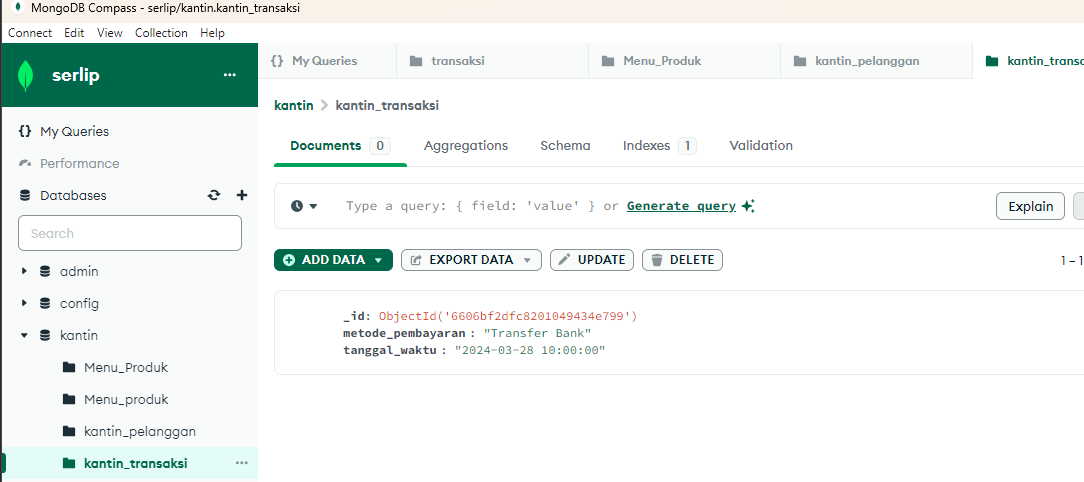 MongoDB Compass - serlip/kantin.kantin_transaksi
Connect Edit View Collection Help
serlip
My Queries
Performance
Databases
Search
admin
config
kantin
Menu_Produk
Menu_produk
kantin_pelanggan
kantin_transaksi
{} My Queries transaksi Menu_Produk kantin_pelanggan kantin_transa
kantin > kantin_transaksi
Documents 0 Aggregations Schema Indexes 1 Validation
Type a query: { field: 'value' } or Generate query
Explain
ADD DATA EXPORT DATA UPDATE DELETE
1 – 1
_id: ObjectId('6606bf2dfc8201049434e799')
metode_pembayaran : "Transfer Bank"
tanggal_waktu : "2024-03-28 10:00:00"